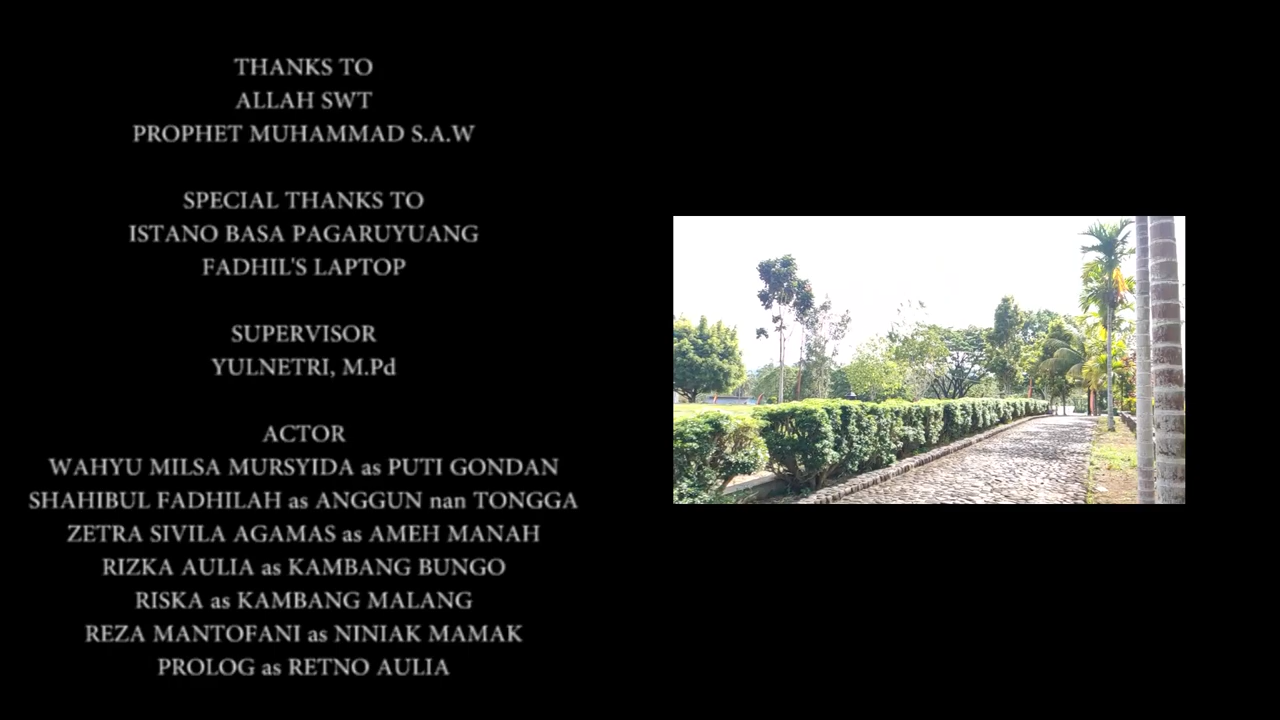 THANKS TO
ALLAH SWT
PROPHET MUHAMMAD S.A.W
SPECIAL THANKS TO
ISTANO BASA PAGARUYUANG
FADHIL'S LAPTOP
SUPERVISOR
YULNETRI, M.Pd
ACTOR
WAHYU MILSA MURSYIDA as PUTI GONDAN
SHAHIBUL FADHILAH as ANGGUN nan TONGGA
ZETRA SIVILA AGAMAS as AMEH MANAH
RIZKA AULIA as KAMBANG BUNGO
RISKA as KAMBANG MALANG
REZA MANTOFANI as NINIAK MAMAK
PROLOG as RETNO AULIA